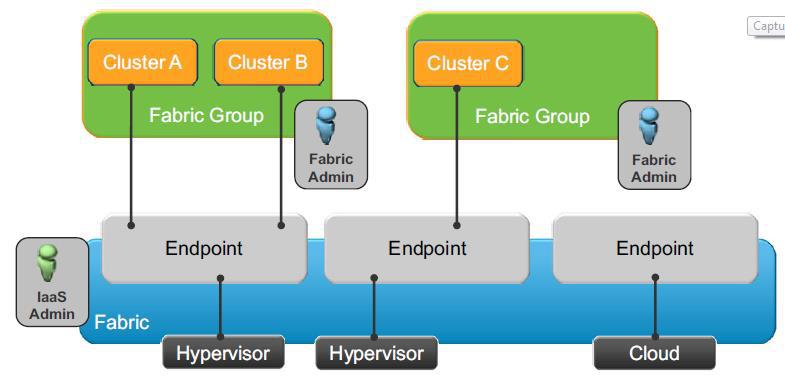 Cluster A
Cluster B
Fabric Group
Fabric
Admin
Cluster C
Fabric Group
Fabric
Admin
Captu
Endpoint
Endpoint
Endpoint
IaaS
Admin
Fabric
Hypervisor
Hypervisor
Cloud